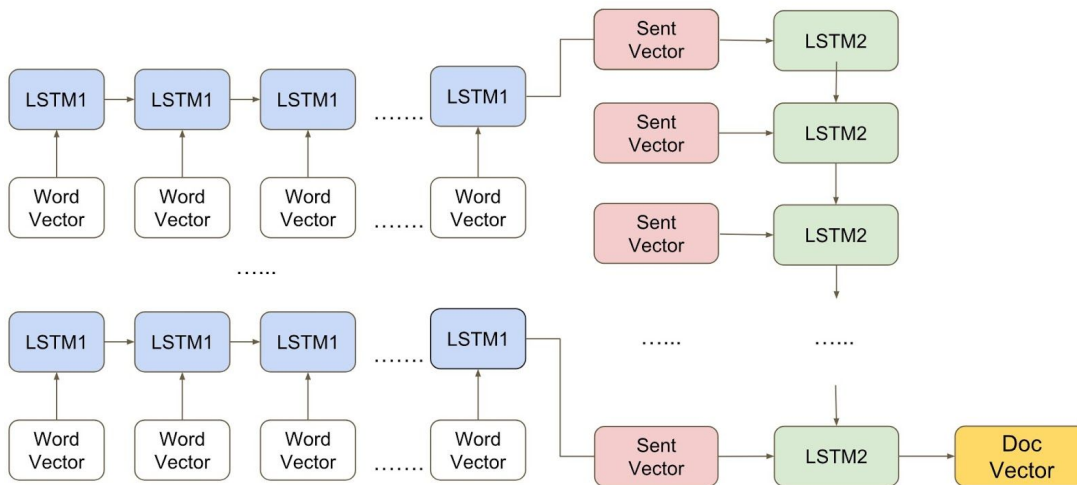 Sent
Vector
LSTM2
LSTM1
LSTM1
LSTM1
.......
LSTM1
Sent
Vector
LSTM2
Word
Vector
Word
Vector
Word
Vector
.......
Word
Vector
Sent
Vector
LSTM2
......
LSTM1
LSTM1
LSTM1
.......
LSTM1
......
......
Word
Vector
Word
Vector
Word
Vector
.......
Word
Vector
Sent
Vector
LSTM2
Doc
Vector